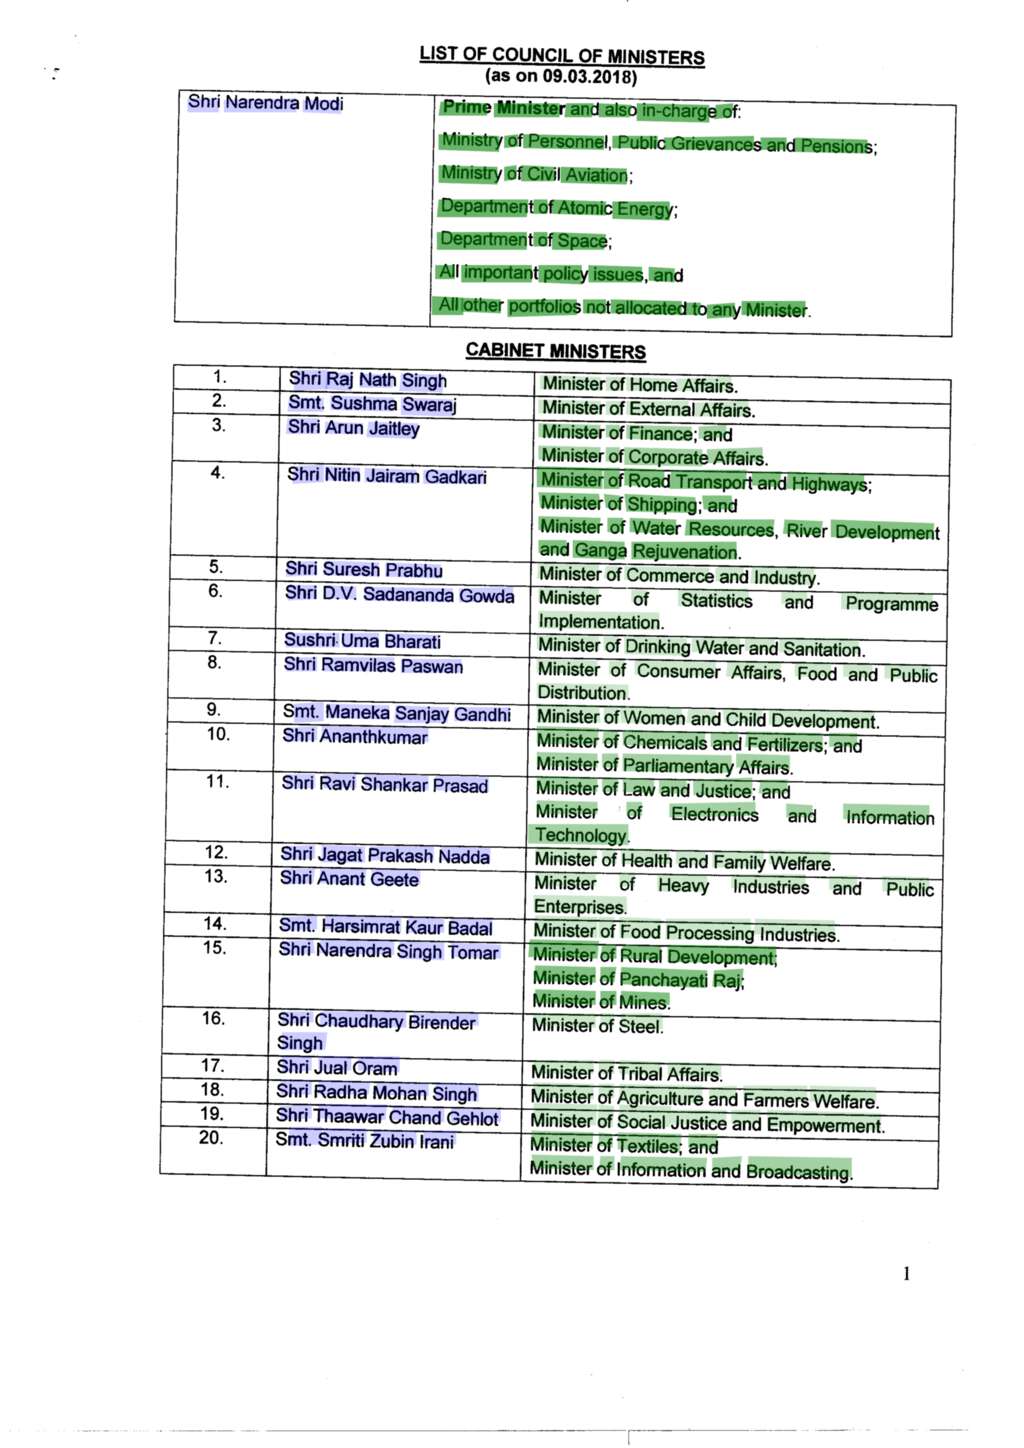 LIST OF COUNCIL OF MINISTERS
(as on 09.03.2018)
Shri Narendra Modi
Prime Minister and also in-charge of:
Ministry of Personnel, Public Grievances and Pensions;
Ministry of Civil Aviation;
Department of Atomic Energy;
Department of Space;
All important policy issues, and
All other portfolios not allocated to any Minister.
CABINET MINISTERS
1. Shri Raj Nath Singh Minister of Home Affairs.
2. Smt. Sushma Swaraj Minister of External Affairs.
3. Shri Arun Jaitley Minister of Finance; and
Minister of Corporate Affairs.
4. Shri Nitin Jairam Gadkari Minister of Road Transport and Highways;
Minister of Shipping; and
Minister of Water Resources, River Development
and Ganga Rejuvenation.
5. Shri Suresh Prabhu Minister of Commerce and Industry.
6. Shri D.V. Sadananda Gowda Minister of Statistics and Programme
Implementation.
7. Sushri Uma Bharati Minister of Drinking Water and Sanitation.
8. Shri Ramvilas Paswan Minister of Consumer Affairs, Food and Public
Distribution.
9. Smt. Maneka Sanjay Gandhi Minister of Women and Child Development.
10. Shri Ananthkumar Minister of Chemicals and Fertilizers; and
Minister of Parliamentary Affairs.
11. Shri Ravi Shankar Prasad Minister of Law and Justice; and
Minister of Electronics and Information
Technology.
12. Shri Jagat Prakash Nadda Minister of Health and Family Welfare.
13. Shri Anant Geete Minister of Heavy Industries and Public
Enterprises.
14. Smt. Harsimrat Kaur Badal Minister of Food Processing Industries.
15. Shri Narendra Singh Tomar Minister of Rural Development;
Minister of Panchayati Raj;
Minister of Mines.
16. Shri Chaudhary Birender Minister of Steel.
Singh
17. Shri Jual Oram Minister of Tribal Affairs.
18. Shri Radha Mohan Singh Minister of Agriculture and Farmers Welfare.
19. Shri Thaawar Chand Gehlot Minister of Social Justice and Empowerment.
20. Smt. Smriti Zubin Irani Minister of Textiles; and
Minister of Information and Broadcasting.
1